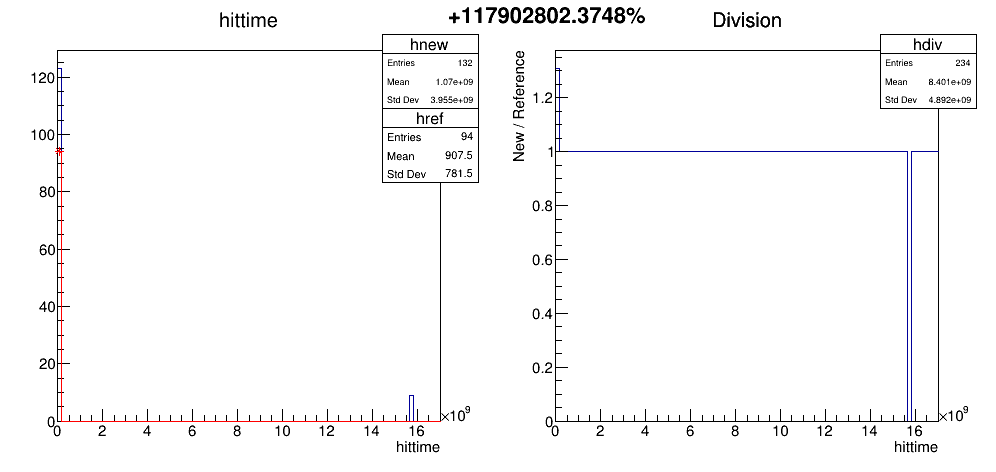 +117902802.3748%
hittime
hnew
Entries 132
Mean 1.07e+09
Std Dev 3.955e+09
href
Entries 94
Mean 907.5
Std Dev 781.5
120
100
80
60
40
20
0
0 2 4 6 8 10 12 14 16
×10⁹
hittime
Division
hdiv
Entries 234
Mean 8.401e+09
Std Dev 4.892e+09
New / Reference
1.2
1
0.8
0.6
0.4
0.2
0
0 2 4 6 8 10 12 14 16
×10⁹
hittime